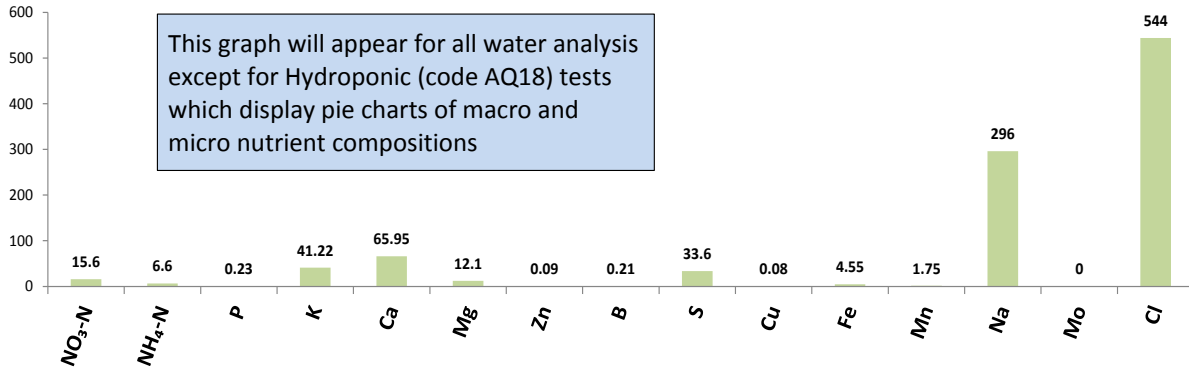 600
500
400
300
200
100
0
This graph will appear for all water analysis
except for Hydroponic (code AQ18) tests
which display pie charts of macro and
micro nutrient compositions
15.6
6.6
0.23
41.22
65.95
12.1
0.09
0.21
33.6
0.08
4.55
1.75
296
0
544
NO₃-N
NH₄-N
P
K
Ca
Mg
Zn
B
S
Cu
Fe
Mn
Na
Mo
Cl